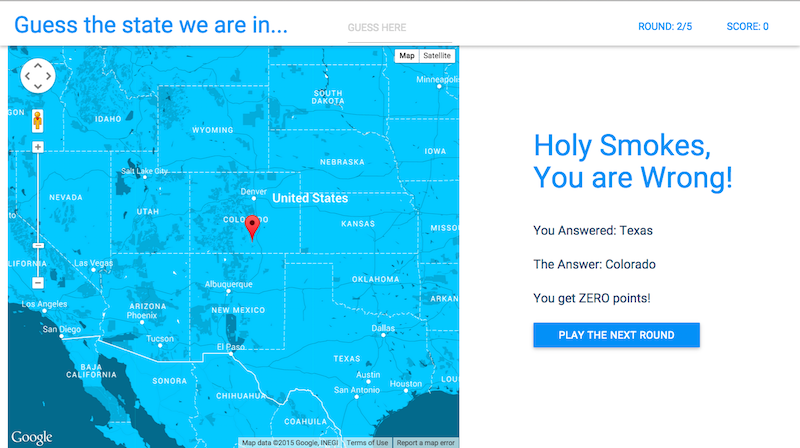 Guess the state we are in...
GUESS HERE
ROUND: 2/5
SCORE: 0
Map
Satellite
Minneapolis
SOUTH
DAKOTA
IDAHO
WYOMING
IOWA
NEBRASKA
Salt Lake City
NEVADA
Denver
United States
UTAH
COLORADO
KANSAS
MISSOU
LIFORNIA
Las Vegas
OKLAHOMA
Albuquerque
ARKAN
Los Angeles
ARIZONA
NEW MEXICO
Phoenix
San Diego
Dallas
Tucson
El Paso
TEXAS
BAJA
CALIFORNIA
SONORA
Austin
Houston
LOU
San Antonio
CHIHUAHUA
COAHUILA
Google
Map data ©2015 Google, INEGI
Terms of Use
Report a map error
Holy Smokes,
You are Wrong!
You Answered: Texas
The Answer: Colorado
You get ZERO points!
PLAY THE NEXT ROUND